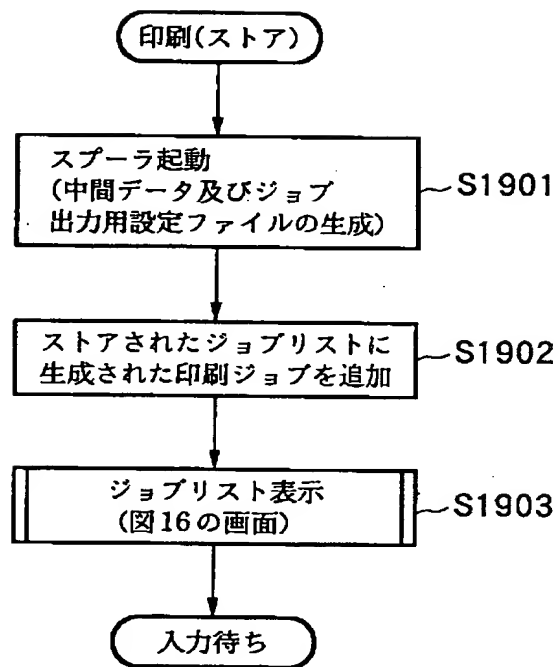 印刷(ストア)
スプーラ起動
(中間データ及びジョブ
出力用設定ファイルの生成)
S1901
ストアされたジョブリストに
生成された印刷ジョブを追加
S1902
ジョブリスト表示
(図16の画面)
S1903
入力待ち